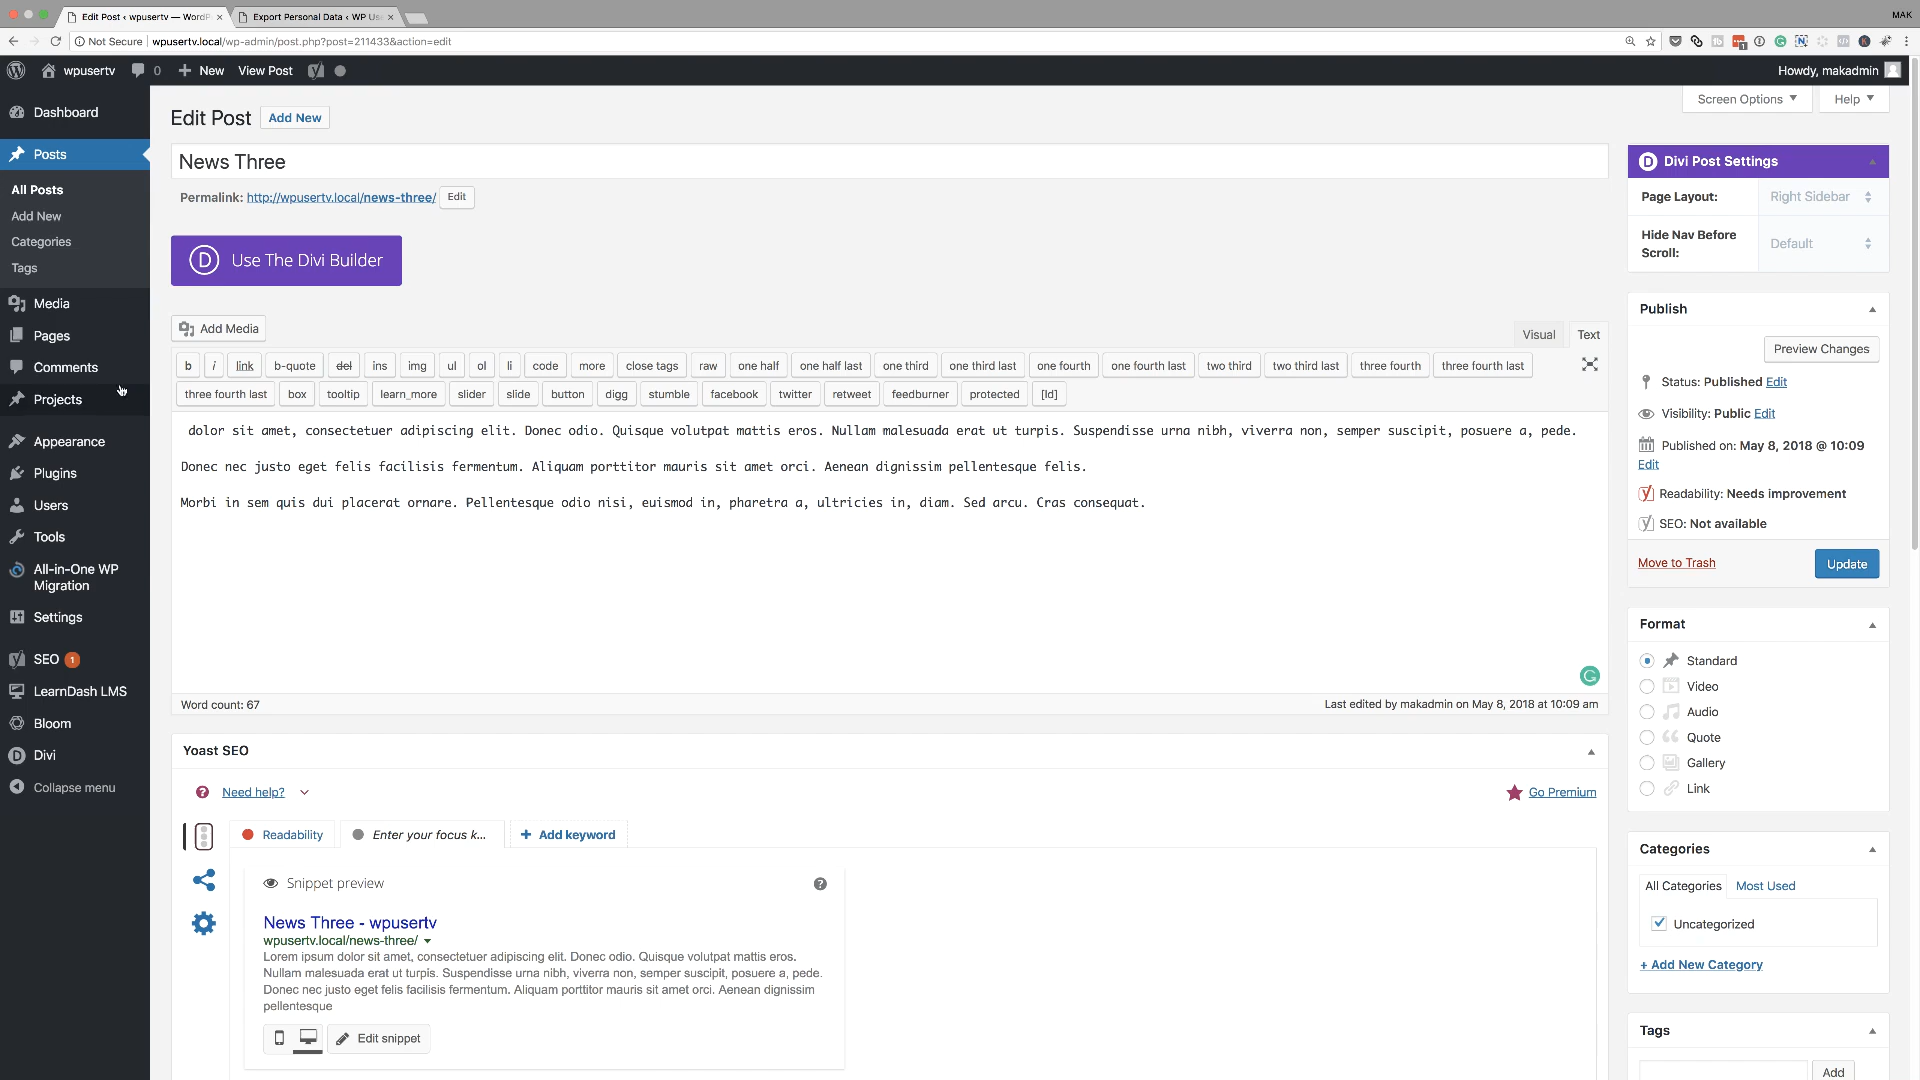 Edit Post ‹ wpusertv — WordP
Export Personal Data ‹ WP Us
MAK
Not Secure
wpusertv.local/wp-admin/post.php?post=211433&action=edit
wpusertv
0
New
View Post
Howdy, makadmin
Dashboard
Posts
All Posts
Add New
Categories
Tags
Media
Pages
Comments
Projects
Appearance
Plugins
Users
Tools
All-in-One WP
Migration
Settings
SEO 1
LearnDash LMS
Bloom
Divi
Collapse menu
Screen Options
Help
Edit Post
Add New
News Three
Permalink: http://wpusertv.local/news-three/ Edit
D Use The Divi Builder
Add Media
Visual
Text
b i link b-quote del ins img ul ol li code more close tags raw one half one half last one third one third last one fourth one fourth last two third two third last three fourth three fourth last
three fourth last box tooltip learn_more slider slide button digg stumble facebook twitter retweet feedburner protected [ld]
dolor sit amet, consectetuer adipiscing elit. Donec odio. Quisque volutpat mattis eros. Nullam malesuada erat ut turpis. Suspendisse urna nibh, viverra non, semper suscipit, posuere a, pede.
Donec nec justo eget felis facilisis fermentum. Aliquam porttitor mauris sit amet orci. Aenean dignissim pellentesque felis.
Morbi in sem quis dui placerat ornare. Pellentesque odio nisi, euismod in, pharetra a, ultricies in, diam. Sed arcu. Cras consequat.
Word count: 67
Last edited by makadmin on May 8, 2018 at 10:09 am
Yoast SEO
Need help?
Go Premium
Readability
Enter your focus k...
+ Add keyword
Snippet preview
News Three - wpusertv
wpusertv.local/news-three/
Lorem ipsum dolor sit amet, consectetuer adipiscing elit. Donec odio. Quisque volutpat mattis eros.
Nullam malesuada erat ut turpis. Suspendisse urna nibh, viverra non, semper suscipit, posuere a, pede.
Donec nec justo eget felis facilisis fermentum. Aliquam porttitor mauris sit amet orci. Aenean dignissim
pellentesque
Edit snippet
D Divi Post Settings
Page Layout:
Right Sidebar
Hide Nav Before
Scroll:
Default
Publish
Preview Changes
Status: Published Edit
Visibility: Public Edit
Published on: May 8, 2018 @ 10:09
Edit
Readability: Needs improvement
SEO: Not available
Move to Trash
Update
Format
Standard
Video
Audio
Quote
Gallery
Link
Categories
All Categories
Most Used
Uncategorized
+ Add New Category
Tags
Add